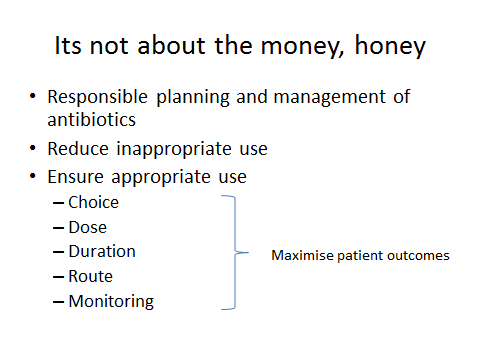 Its not about the money, honey
• Responsible planning and management of
antibiotics
• Reduce inappropriate use
• Ensure appropriate use
– Choice
– Dose
– Duration
– Route
– Monitoring
Maximise patient outcomes